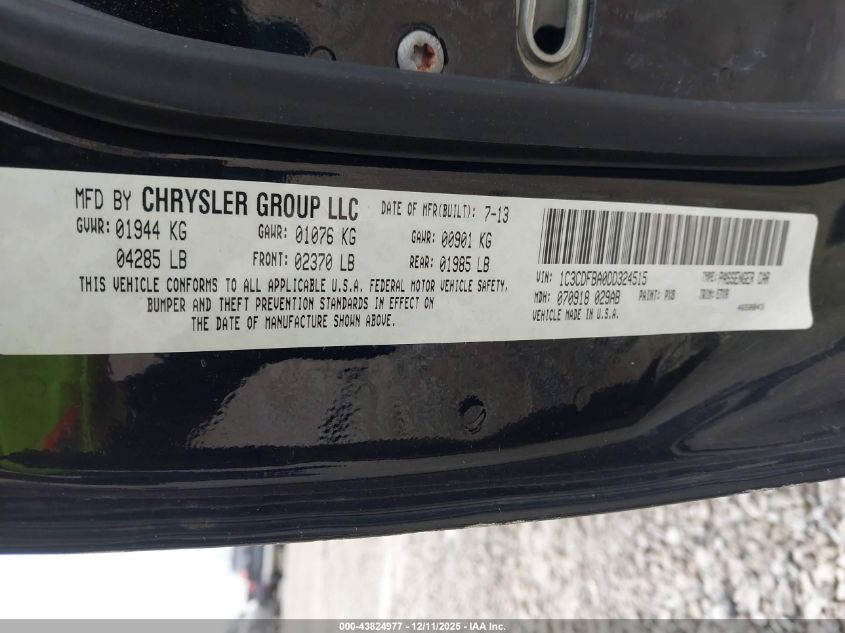 MFD BY CHRYSLER GROUP LLC DATE OF MFR(BUILT): 7-13
GVWR: 01944 KG GAWR: 01076 KG GAWR: 00901 KG
04285 LB FRONT: 02370 LB REAR: 01985 LB
THIS VEHICLE CONFORMS TO ALL APPLICABLE U.S.A. FEDERAL MOTOR VEHICLE SAFETY,
BUMPER AND THEFT PREVENTION STANDARDS IN EFFECT ON
THE DATE OF MANUFACTURE SHOWN ABOVE.
VIN: 1C3CDFBA0DD324515 TYPE: PASSENGER CAR
MDH: 070918 029AB PAINT: PXB TRIM:
VEHICLE MADE IN U.S.A.
000-43824977 - 12/11/2025 - IAA Inc.